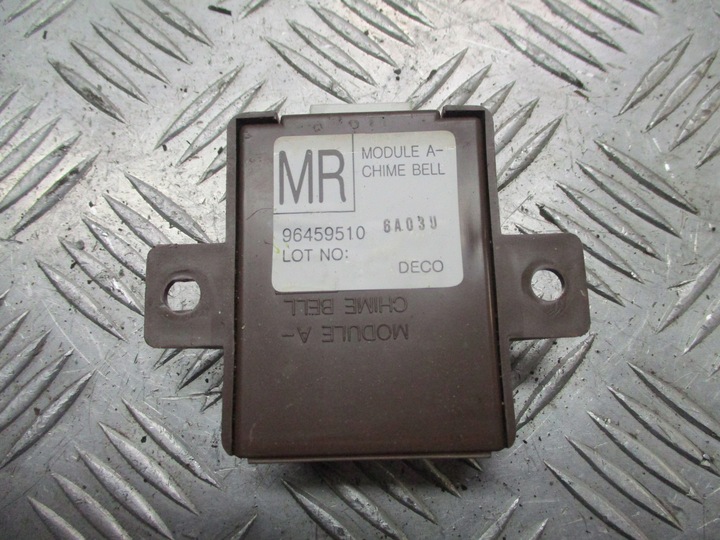 MR
MODULE A-
CHIME BELL
96459510 6A03U
LOT NO:
DECO
MODULE A-
CHIME BELL